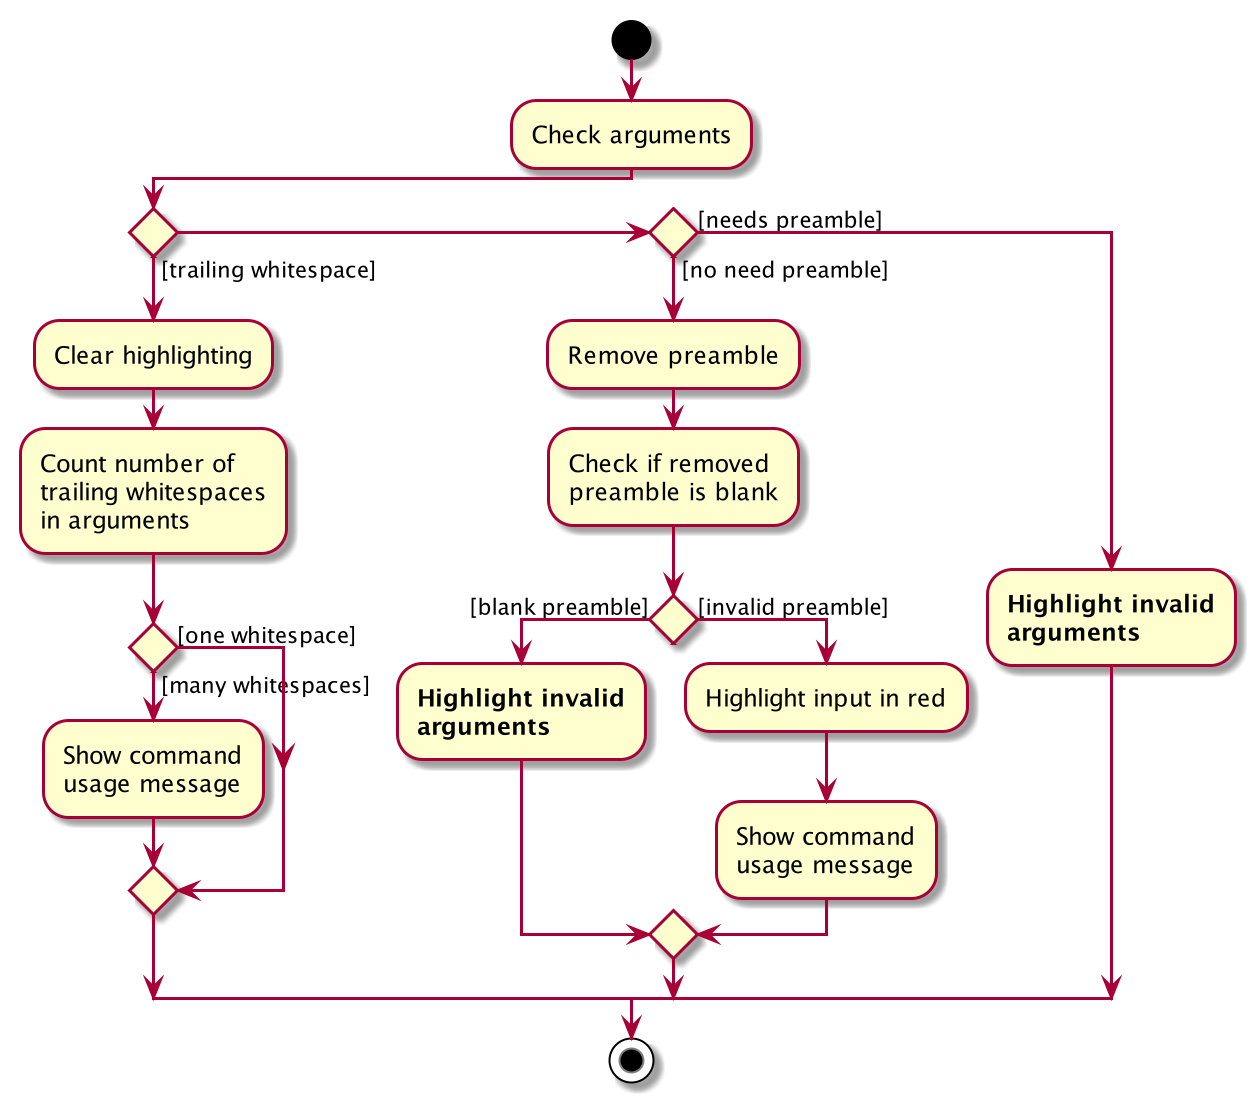 Check arguments
[needs preamble]
[trailing whitespace]
[no need preamble]
Clear highlighting
Remove preamble
Count number of
trailing whitespaces
in arguments
Check if removed
preamble is blank
[one whitespace]
[many whitespaces]
[blank preamble]
[invalid preamble]
Highlight invalid
arguments
Show command
usage message
Highlight invalid
arguments
Highlight input in red
Show command
usage message